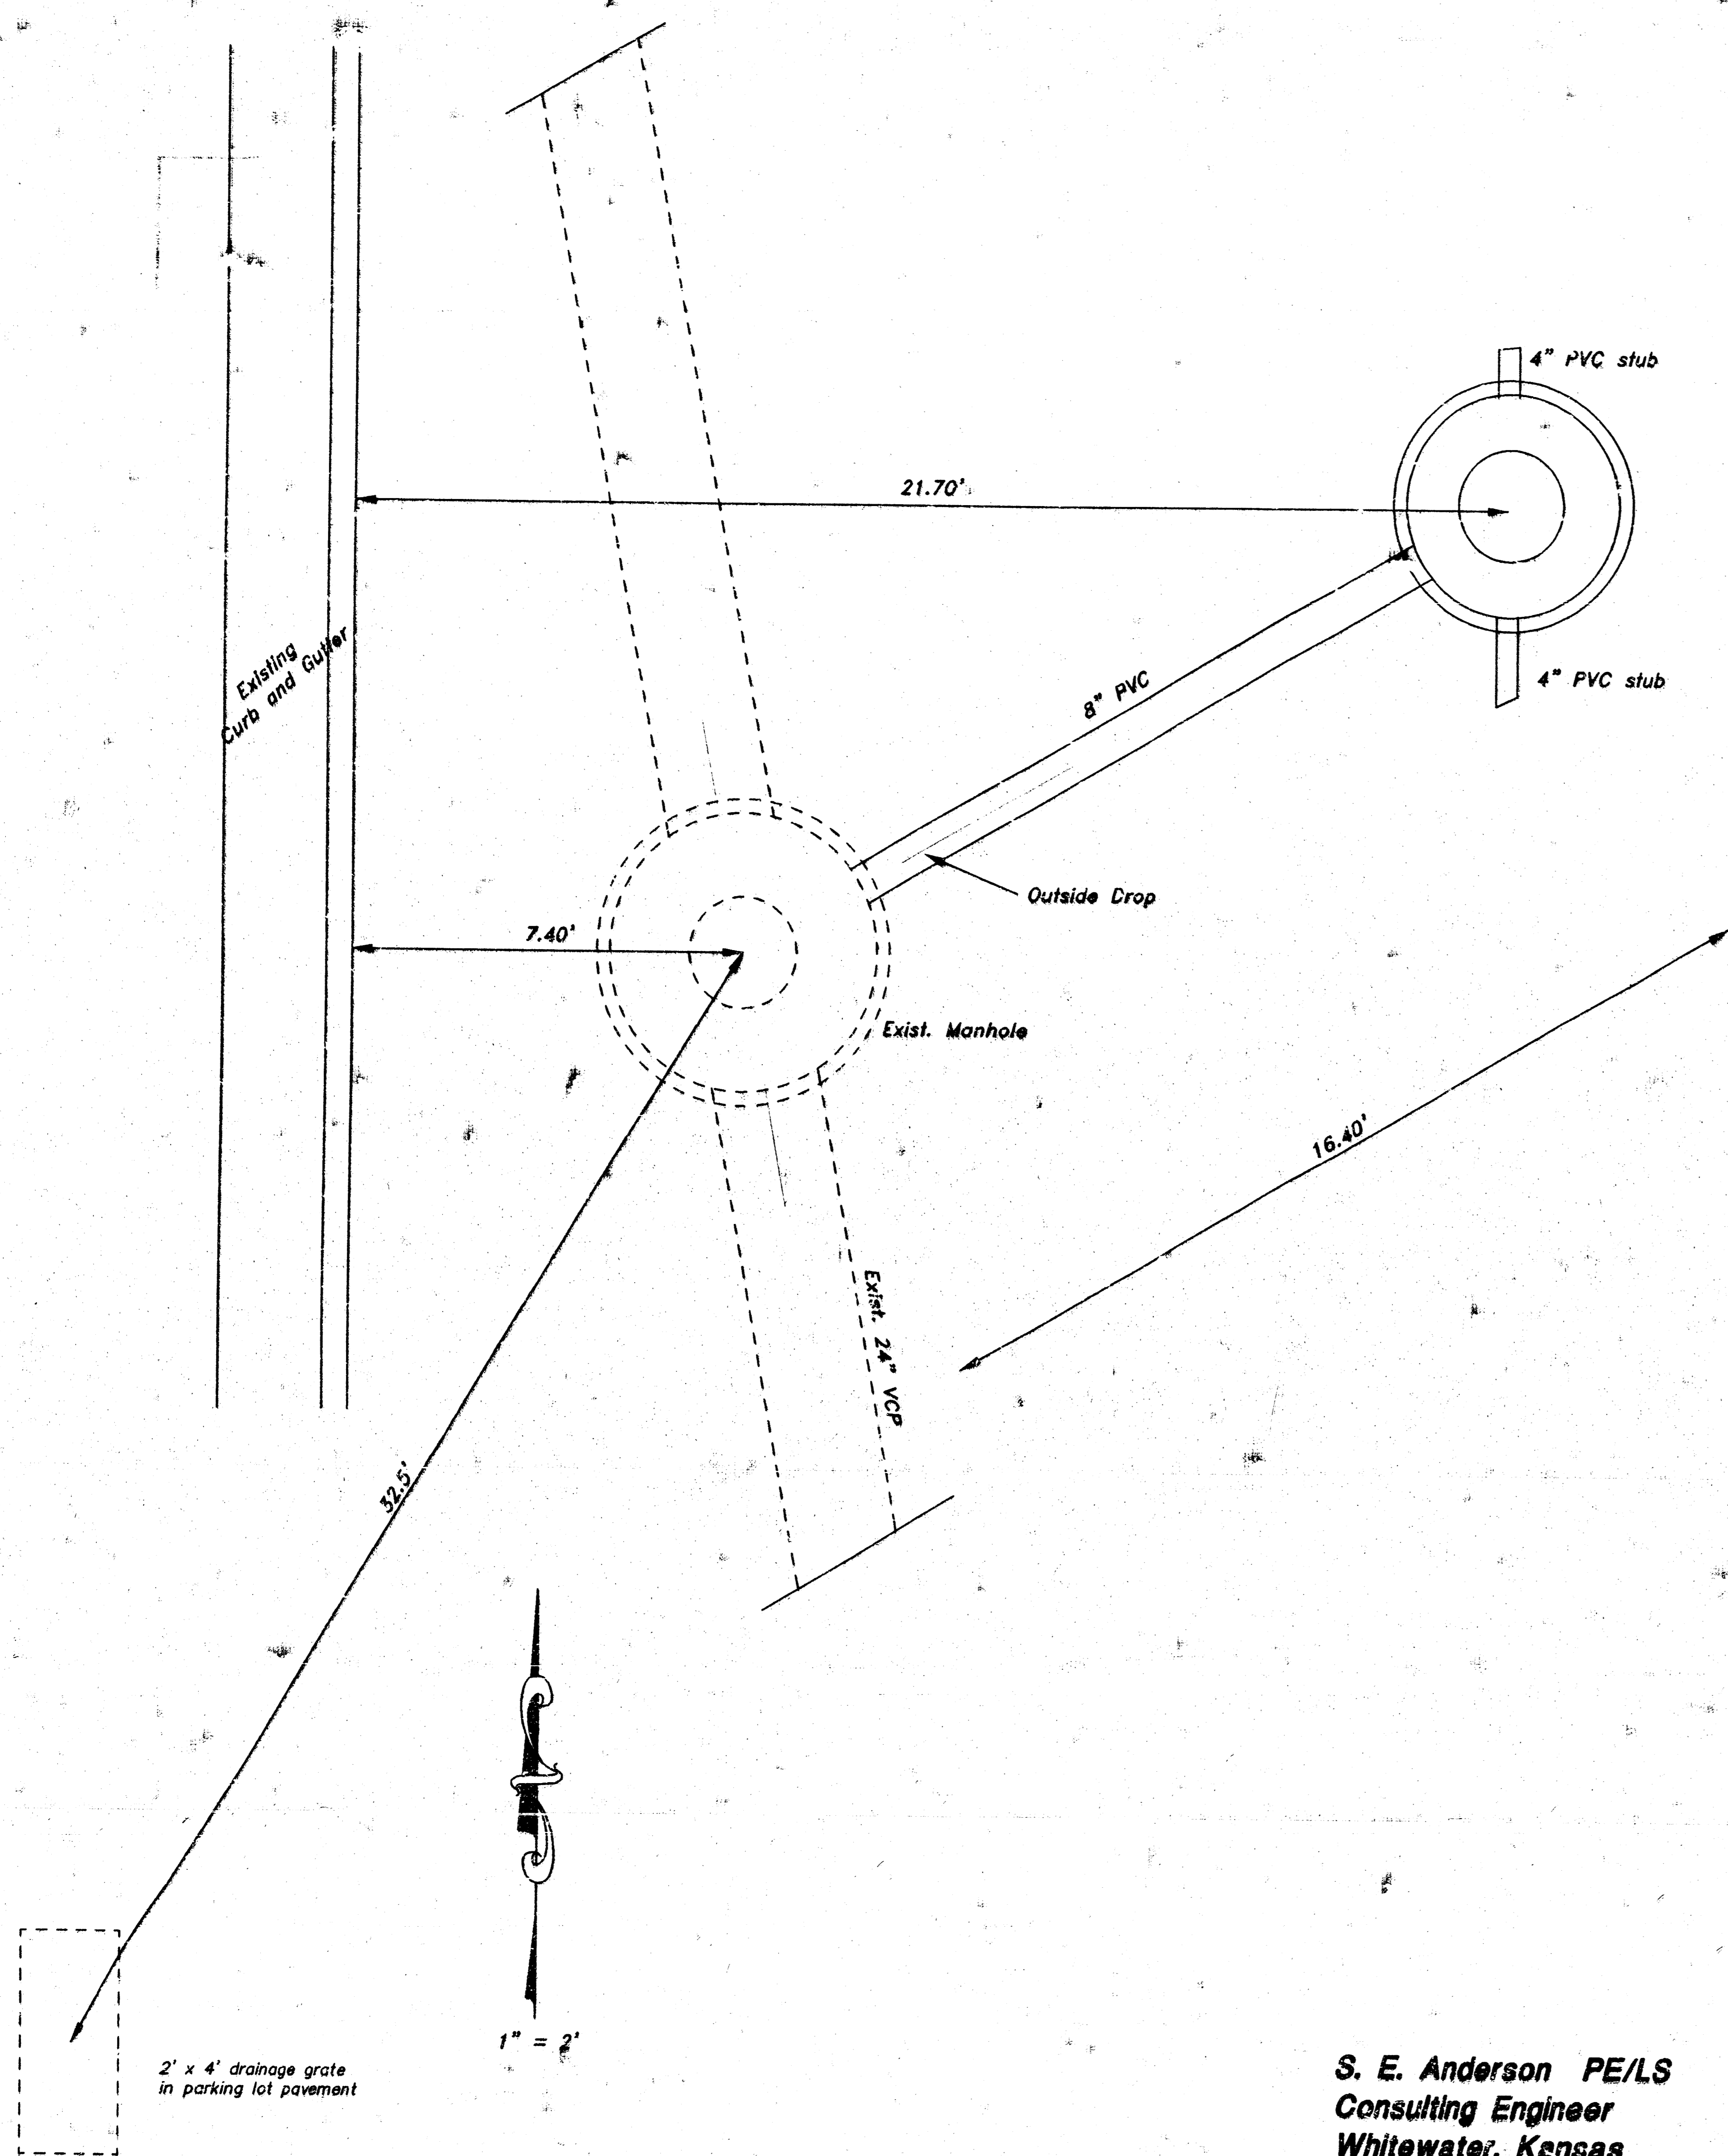 4" PVC stub
21.70'
Existing
Curb and Gutter
8" PVC
4" PVC stub
Outside Drop
7.40'
Exist. Manhole
16.40'
Exist. 24" VCP
32.5'
1" = 2'
2' x 4' drainage grate
in parking lot pavement
S. E. Anderson PE/LS
Consulting Engineer
Whitewater, Kansas